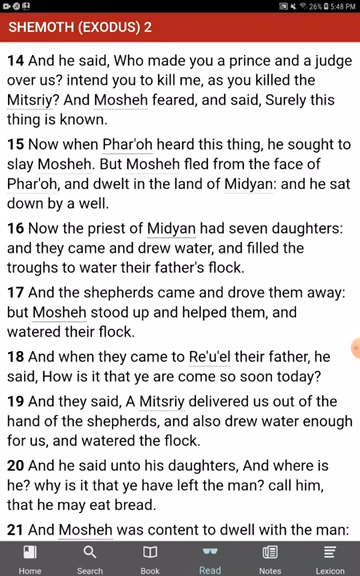 26% 5:48 PM
SHEMOTH (EXODUS) 2
14 And he said, Who made you a prince and a judge
over us? intend you to kill me, as you killed the
Mitsriy? And Mosheh feared, and said, Surely this
thing is known.
15 Now when Phar'oh heard this thing, he sought to
slay Mosheh. But Mosheh fled from the face of
Phar'oh, and dwelt in the land of Midyan: and he sat
down by a well.
16 Now the priest of Midyan had seven daughters:
and they came and drew water, and filled the
troughs to water their father's flock.
17 And the shepherds came and drove them away:
but Mosheh stood up and helped them, and
watered their flock.
18 And when they came to Re'u'el their father, he
said, How is it that ye are come so soon today?
19 And they said, A Mitsriy delivered us out of the
hand of the shepherds, and also drew water enough
for us, and watered the flock.
20 And he said unto his daughters, And where is
he? why is it that ye have left the man? call him,
that he may eat bread.
21 And Mosheh was content to dwell with the man:
Home Search Book Read Notes Lexicon